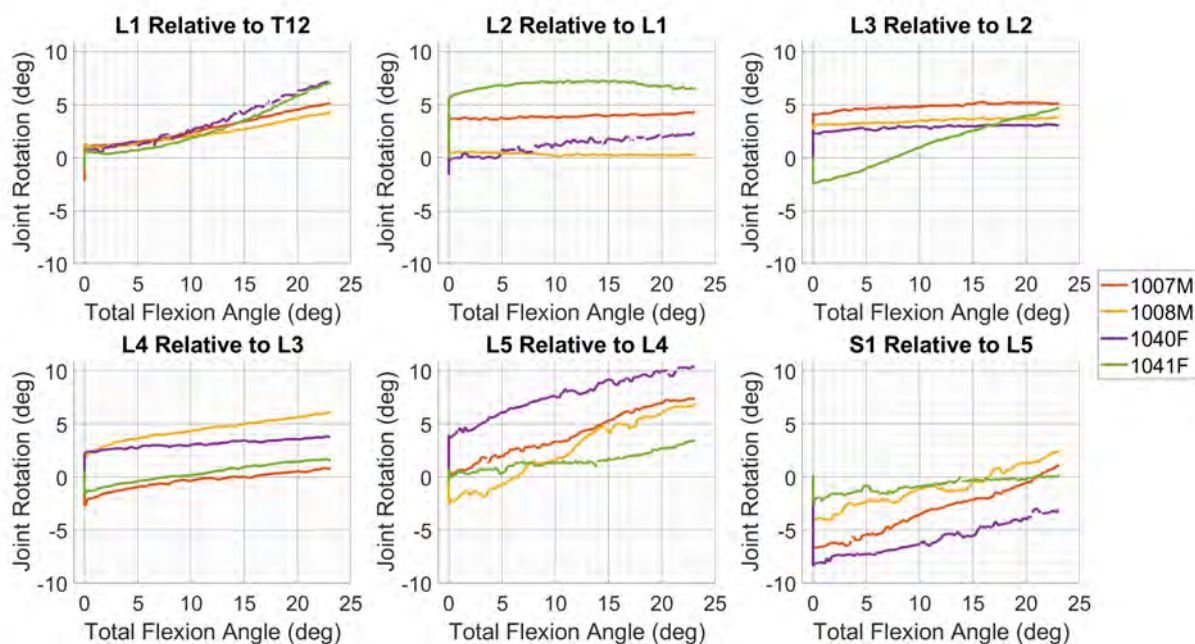 L1 Relative to T12
L2 Relative to L1
L3 Relative to L2
Joint Rotation (deg)
10
5
0
-5
-10
0 5 10 15 20 25
Total Flexion Angle (deg)
Joint Rotation (deg)
10
5
0
-5
-10
0 5 10 15 20 25
Total Flexion Angle (deg)
Joint Rotation (deg)
10
5
0
-5
-10
0 5 10 15 20 25
Total Flexion Angle (deg)
1007M
1008M
1040F
1041F
L4 Relative to L3
L5 Relative to L4
S1 Relative to L5
Joint Rotation (deg)
10
5
0
-5
-10
0 5 10 15 20 25
Total Flexion Angle (deg)
Joint Rotation (deg)
10
5
0
-5
-10
0 5 10 15 20 25
Total Flexion Angle (deg)
Joint Rotation (deg)
10
5
0
-5
-10
0 5 10 15 20 25
Total Flexion Angle (deg)